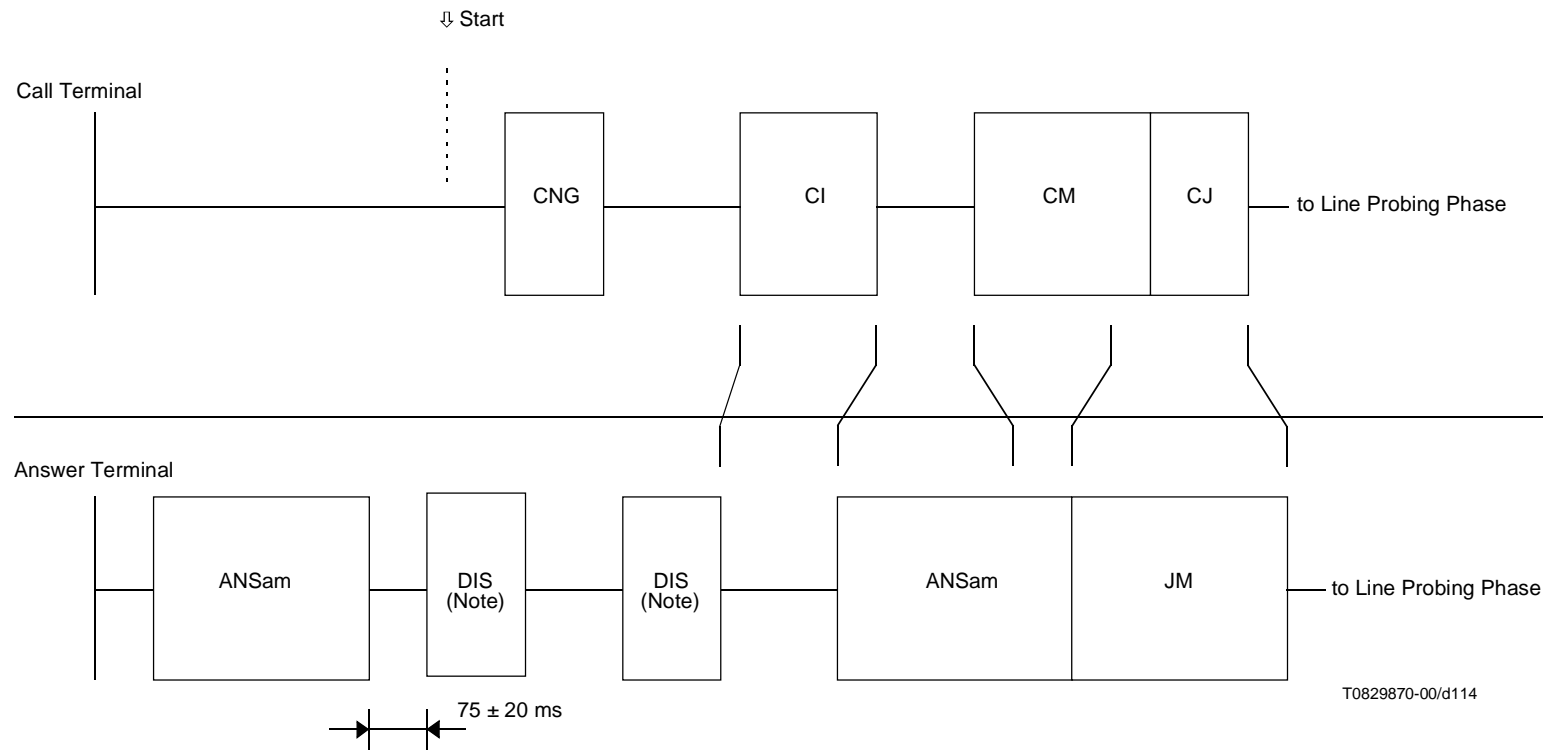 ⇩ Start
Call Terminal
CNG
CI
CM
CJ
to Line Probing Phase
Answer Terminal
ANSam
DIS
(Note)
DIS
(Note)
ANSam
JM
to Line Probing Phase
T0829870-00/d114
75 ± 20 ms